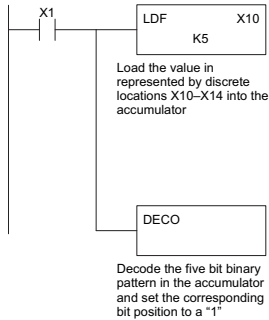 X1
LDF X10
K5
Load the value in
represented by discrete
locations X10–X14 into the
accumulator
DECO
Decode the five bit binary
pattern in the accumulator
and set the corresponding
bit position to a “1”